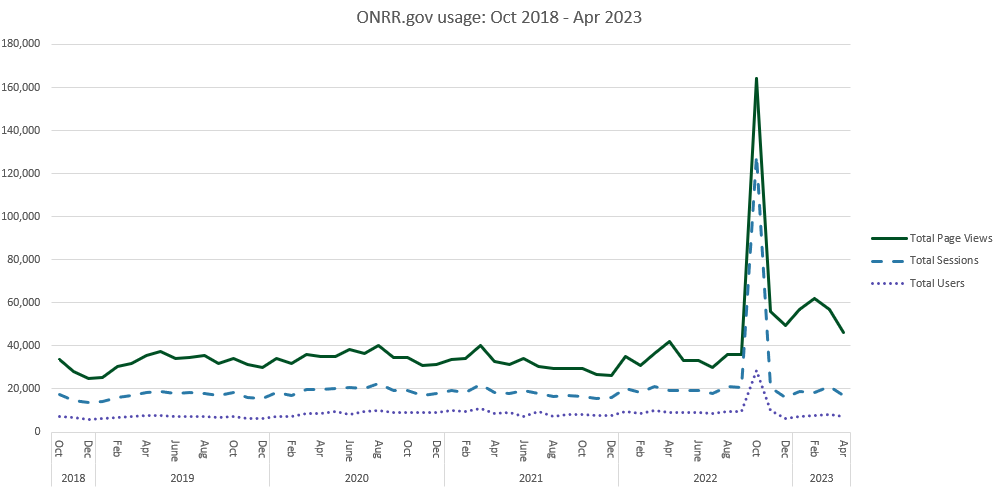 ONRR.gov usage: Oct 2018 - Apr 2023
180,000
160,000
140,000
120,000
100,000
80,000
60,000
40,000
20,000
0
Total Page Views
Total Sessions
Total Users
Oct Dec Feb Apr June Aug Oct Dec Feb Apr June Aug Oct Dec Feb Apr June Aug Oct Dec Feb Apr June Aug Oct Dec Feb Apr
2018 2019 2020 2021 2022 2023